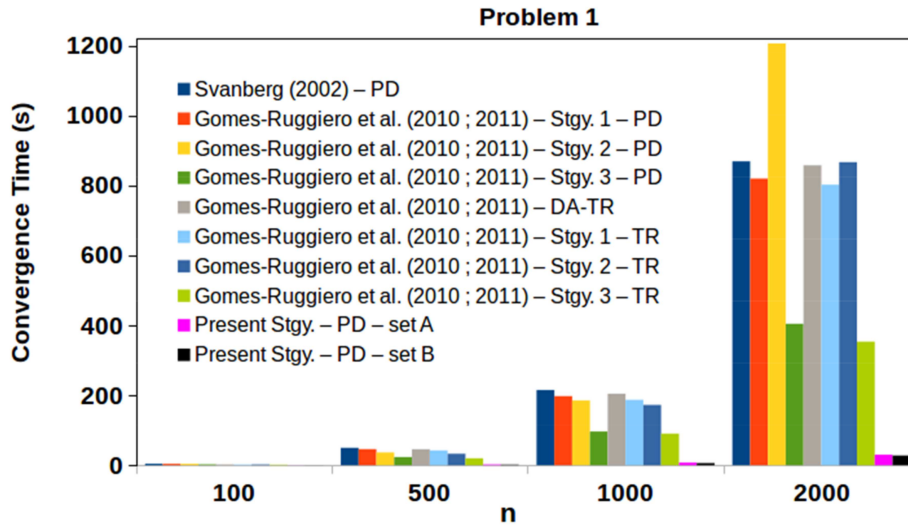 Problem 1
1200
1000
800
600
400
200
0
Convergence Time (s)
Svanberg (2002) – PD
Gomes-Ruggiero et al. (2010 ; 2011) – Stgy. 1 – PD
Gomes-Ruggiero et al. (2010 ; 2011) – Stgy. 2 – PD
Gomes-Ruggiero et al. (2010 ; 2011) – Stgy. 3 – PD
Gomes-Ruggiero et al. (2010 ; 2011) – DA-TR
Gomes-Ruggiero et al. (2010 ; 2011) – Stgy. 1 – TR
Gomes-Ruggiero et al. (2010 ; 2011) – Stgy. 2 – TR
Gomes-Ruggiero et al. (2010 ; 2011) – Stgy. 3 – TR
Present Stgy. – PD – set A
Present Stgy. – PD – set B
100 500 1000 2000
n